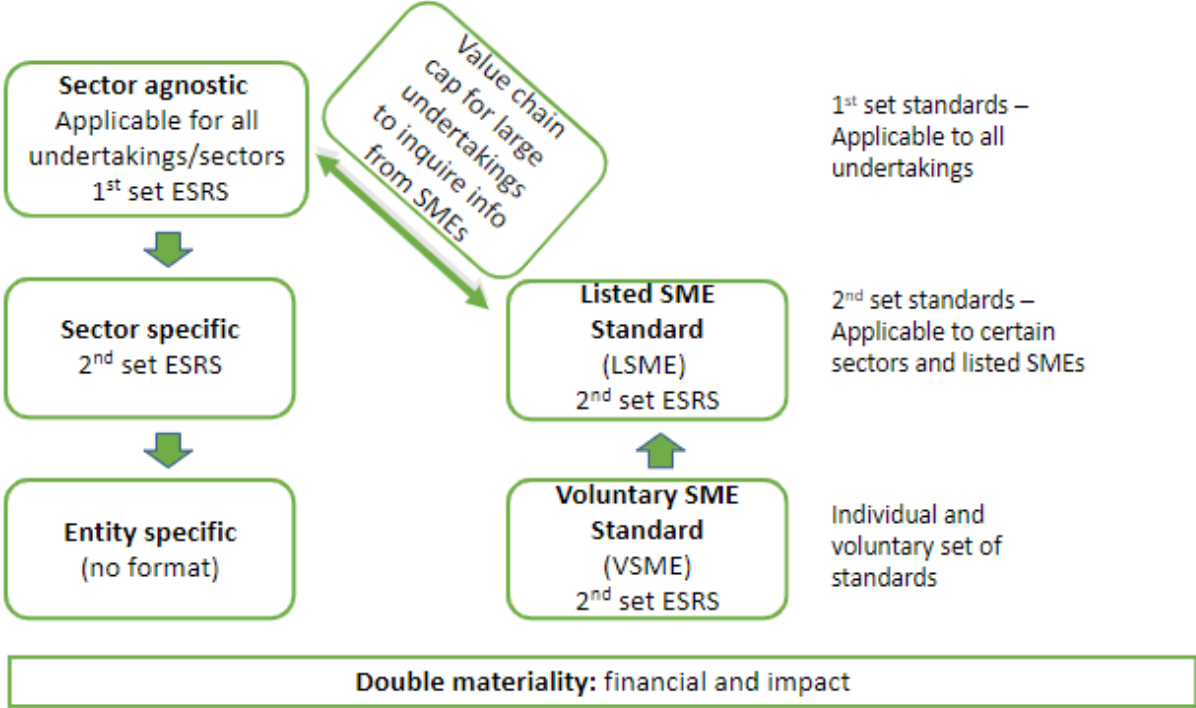 Sector agnostic
Applicable for all
undertakings/sectors
1st set ESRS
Value chain
cap for large
undertakings
to inquire info
from SMEs
1st set standards –
Applicable to all
undertakings
Sector specific
2nd set ESRS
Listed SME
Standard
(LSME)
2nd set ESRS
2nd set standards –
Applicable to certain
sectors and listed SMEs
Entity specific
(no format)
Voluntary SME
Standard
(VSME)
2nd set ESRS
Individual and
voluntary set of
standards
Double materiality: financial and impact